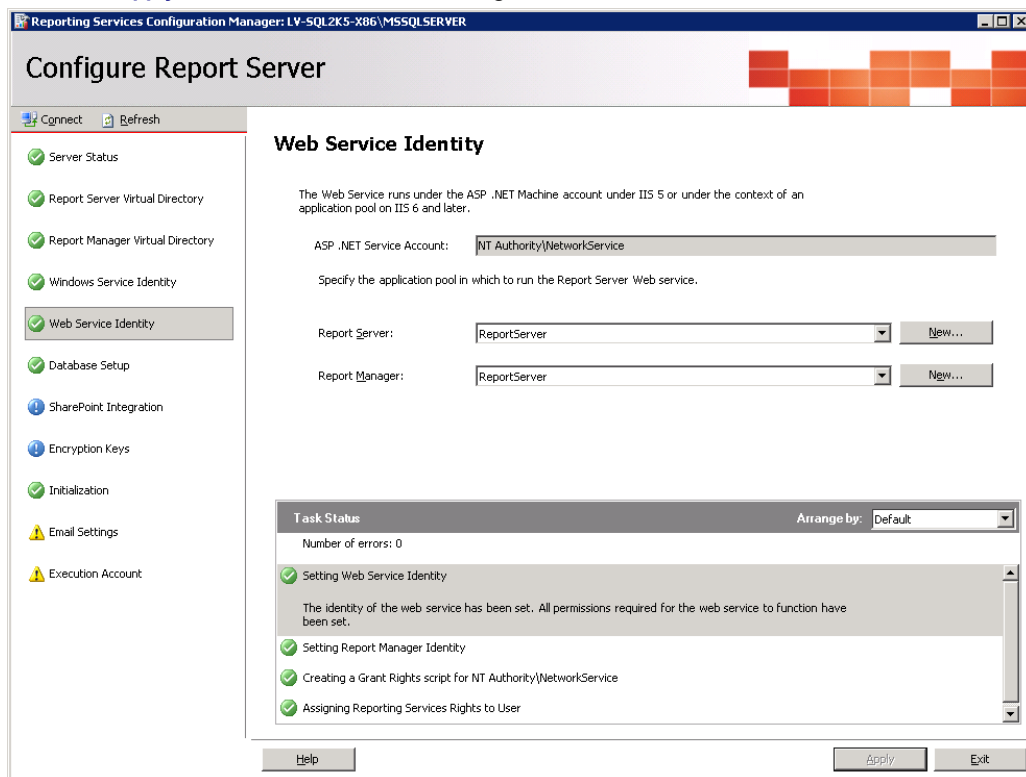 Reporting Services Configuration Manager: LV-SQL2K5-X86\MSSQLSERVER
Configure Report Server
Connect Refresh
Server Status
Report Server Virtual Directory
Report Manager Virtual Directory
Windows Service Identity
Web Service Identity
Database Setup
SharePoint Integration
Encryption Keys
Initialization
Email Settings
Execution Account
Web Service Identity
The Web Service runs under the ASP .NET Machine account under IIS 5 or under the context of an
application pool on IIS 6 and later.
ASP .NET Service Account: NT Authority\NetworkService
Specify the application pool in which to run the Report Server Web service.
Report Server: ReportServer New...
Report Manager: ReportServer New...
Task Status Arrange by: Default
Number of errors: 0
Setting Web Service Identity
The identity of the web service has been set. All permissions required for the web service to function have
been set.
Setting Report Manager Identity
Creating a Grant Rights script for NT Authority\NetworkService
Assigning Reporting Services Rights to User
Help Apply Exit